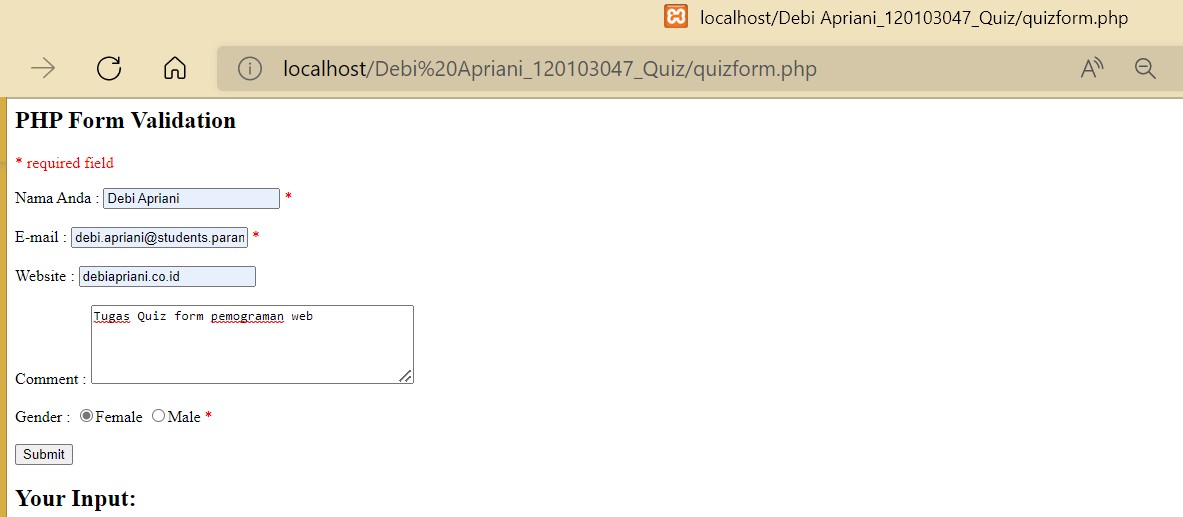 localhost/Debi Apriani_120103047_Quiz/quizform.php
localhost/Debi%20Apriani_120103047_Quiz/quizform.php
PHP Form Validation
* required field
Nama Anda : Debi Apriani *
E-mail : debi.apriani@students.paran *
Website : debiapriani.co.id
Tugas Quiz form pemograman web
Comment :
Gender : Female Male *
Submit
Your Input: